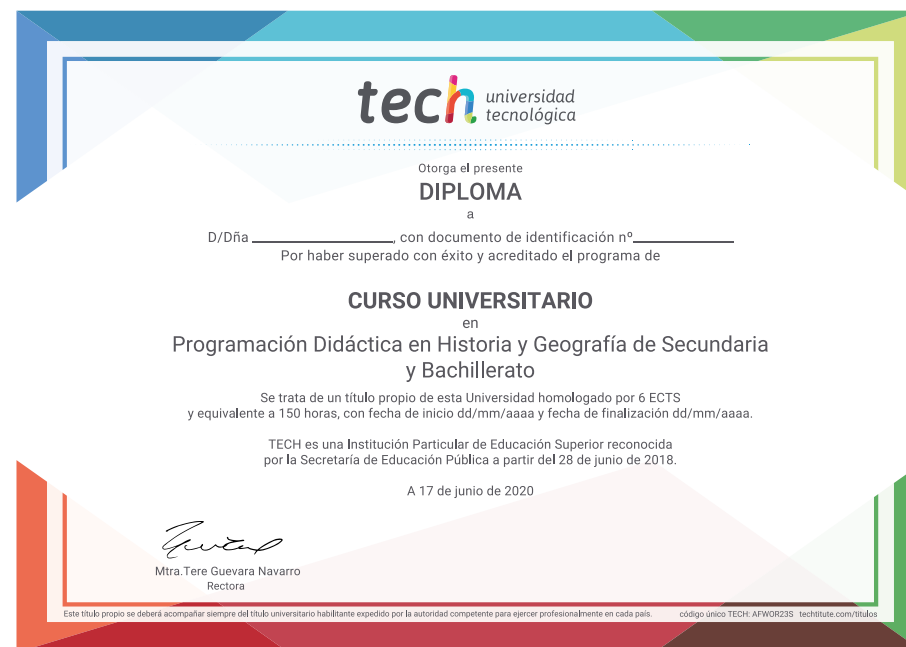 tech universidad
tecnológica
Otorga el presente
DIPLOMA
a
D/Dña ____________________, con documento de identificación nº______________
Por haber superado con éxito y acreditado el programa de
CURSO UNIVERSITARIO
en
Programación Didáctica en Historia y Geografía de Secundaria
y Bachillerato
Se trata de un título propio de esta Universidad homologado por 6 ECTS
y equivalente a 150 horas, con fecha de inicio dd/mm/aaaa y fecha de finalización dd/mm/aaaa.
TECH es una Institución Particular de Educación Superior reconocida
por la Secretaría de Educación Pública a partir del 28 de junio de 2018.
A 17 de junio de 2020
Mtra.Tere Guevara Navarro
Rectora
Este título propio se deberá acompañar siempre del título universitario habilitante expedido por la autoridad competente para ejercer profesionalmente en cada país. código único TECH: AFWOR23S techtitute.com/titulos